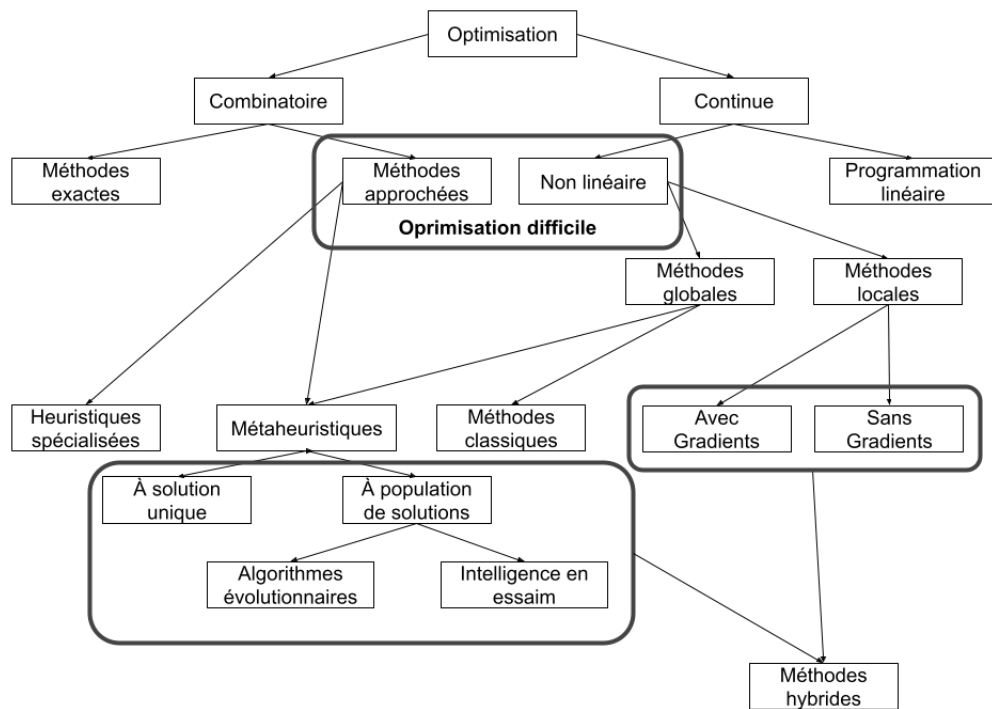 Optimisation
Combinatoire
Continue
Méthodes
exactes
Méthodes
approchées
Non linéaire
Programmation
linéaire
Oprimisation difficile
Méthodes
globales
Méthodes
locales
Heuristiques
spécialisées
Métaheuristiques
Méthodes
classiques
Avec
Gradients
Sans
Gradients
À solution
unique
À population
de solutions
Algorithmes
évolutionnaires
Intelligence en
essaim
Méthodes
hybrides